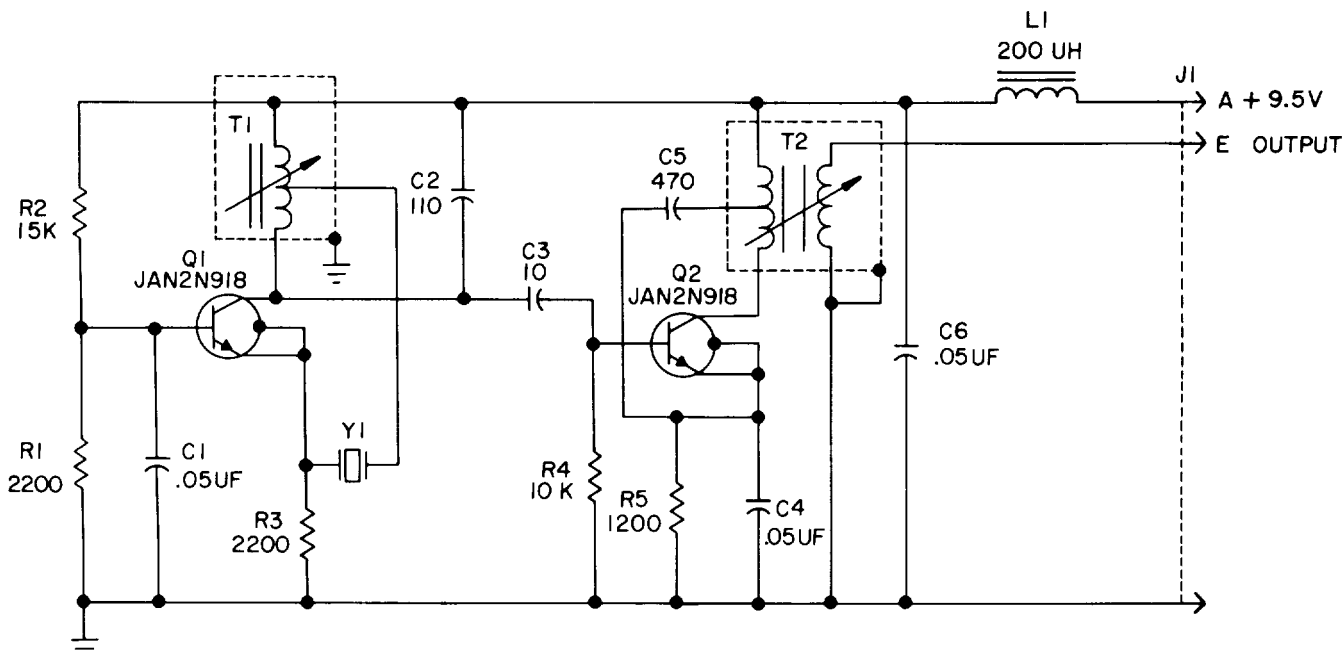 L1
200 UH
J1
A + 9.5V
E OUTPUT
T1
T2
C5
470
C2
110
R2
15K
Q1
JAN2N918
C3
10
Q2
JAN2N918
C6
.05UF
R1
2200
C1
.05UF
Y1
R3
2200
R4
10 K
R5
1200
C4
.05UF